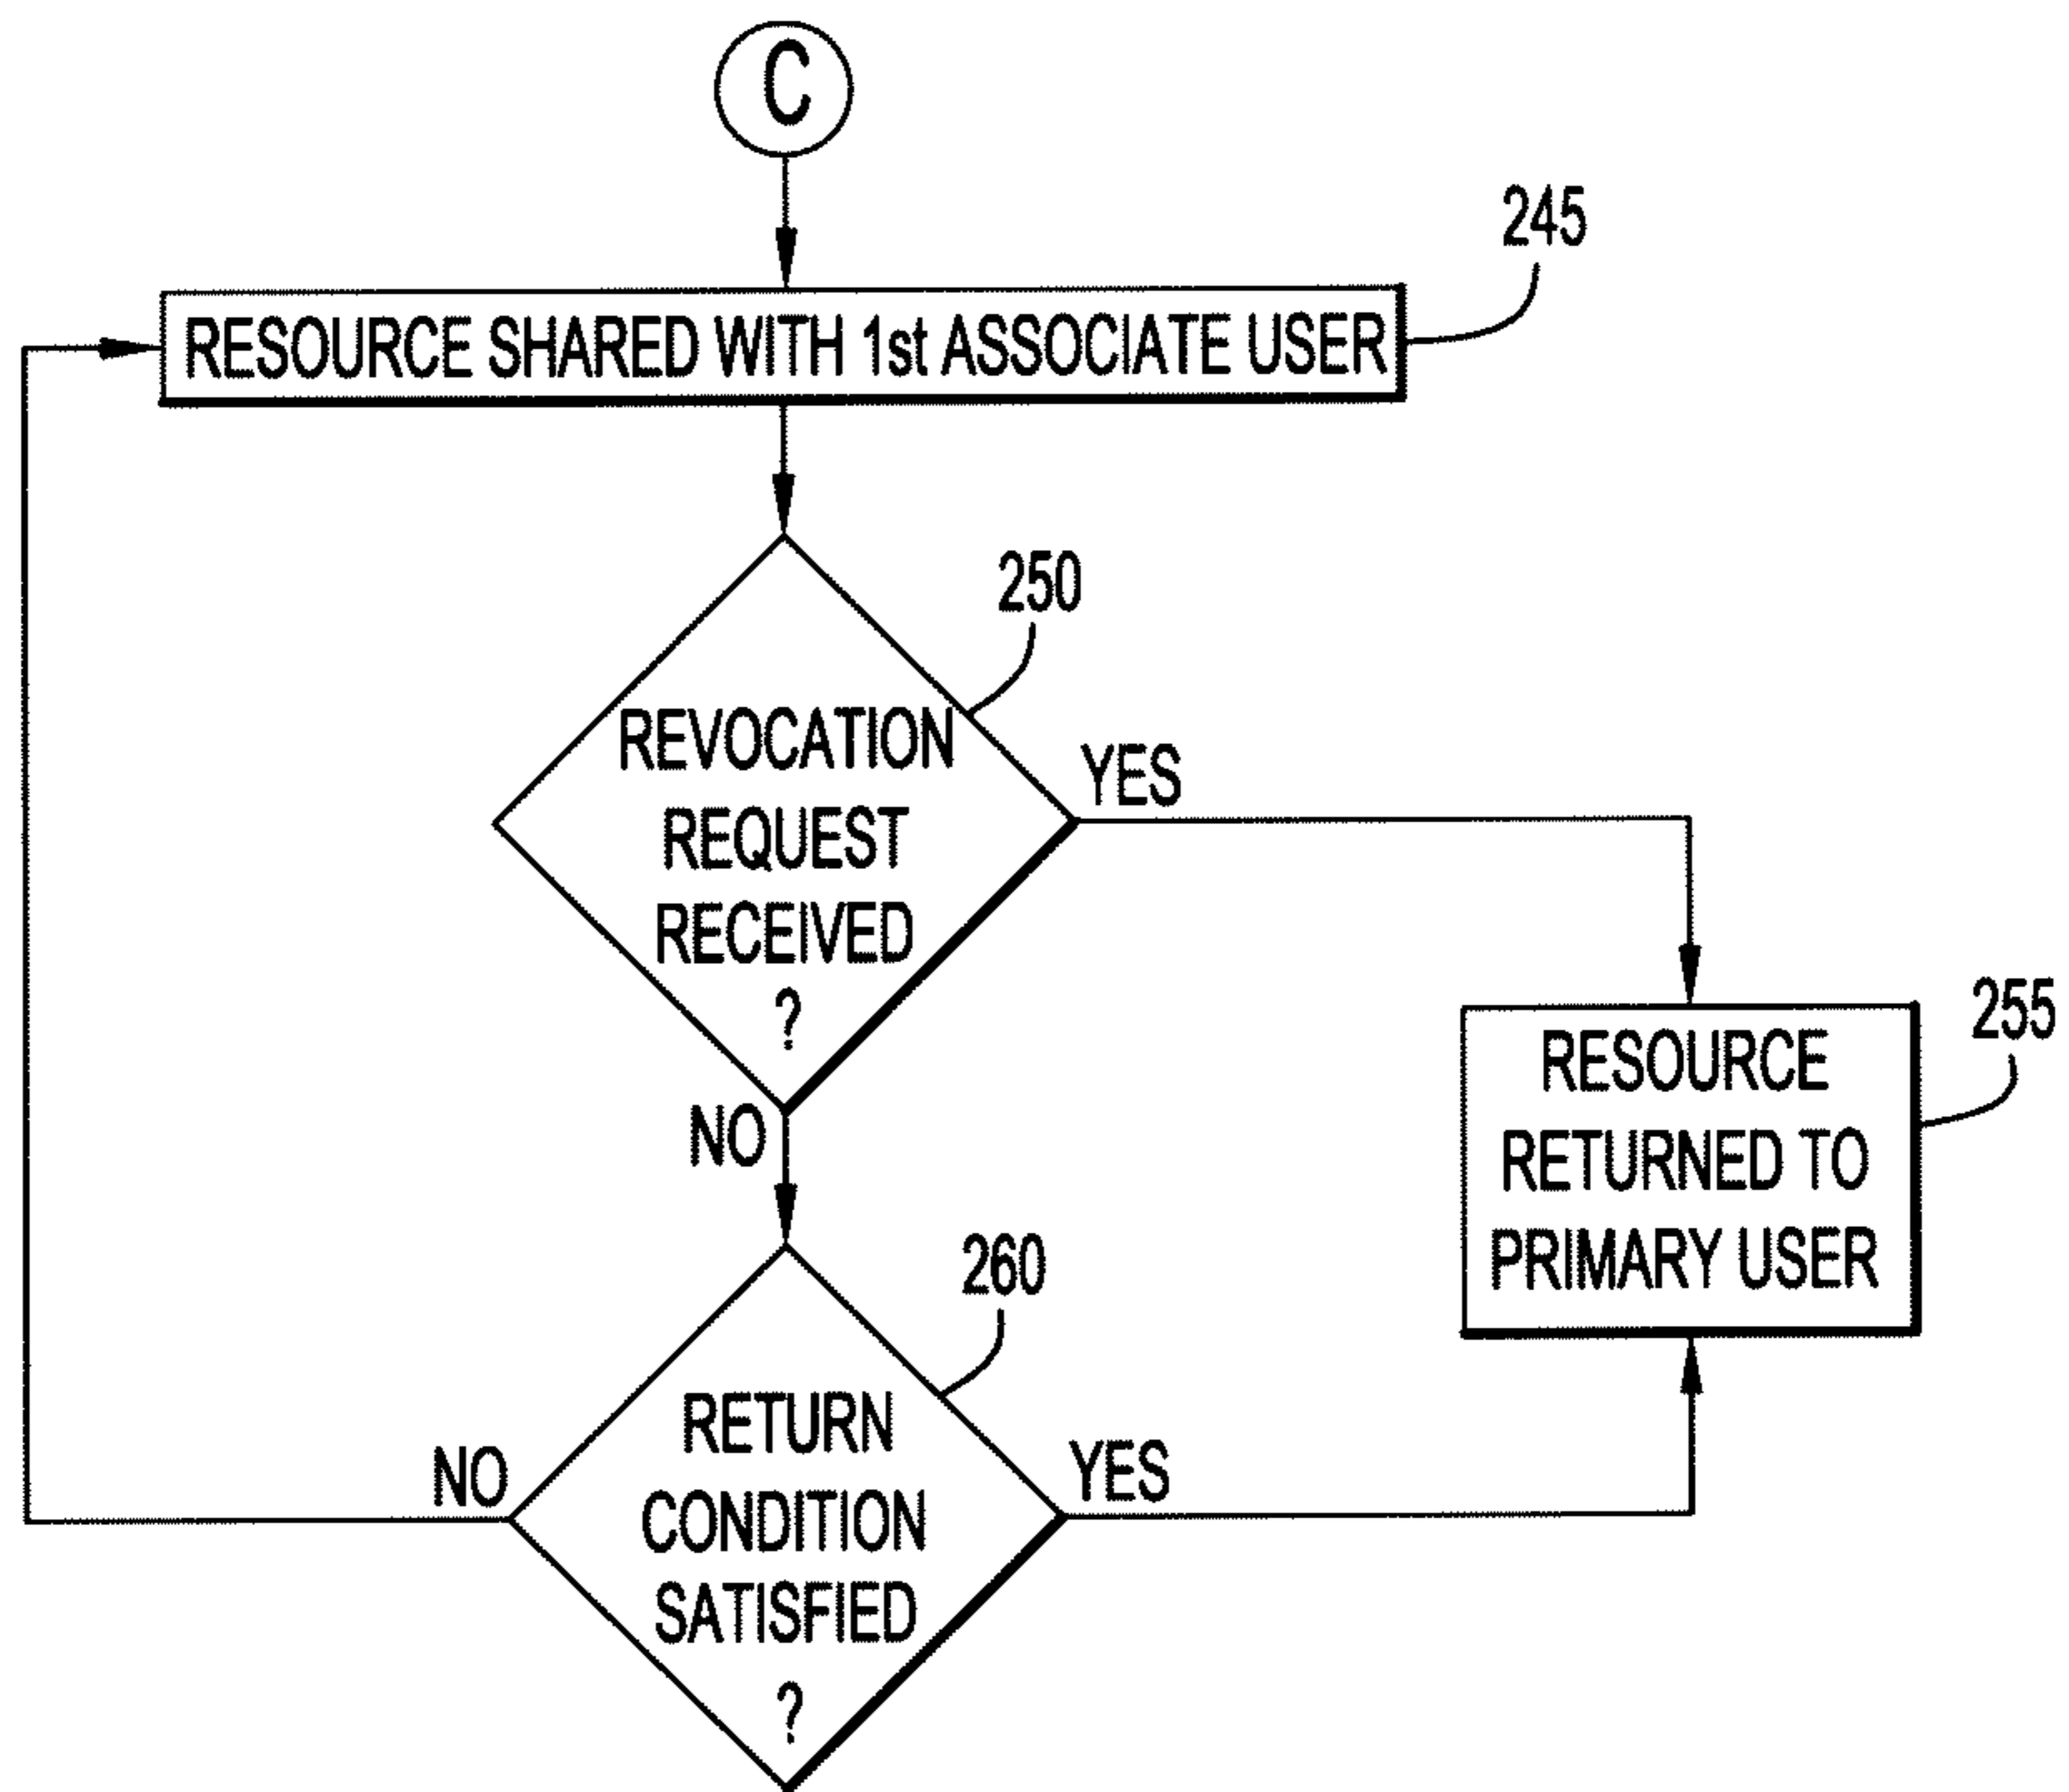 C
245
RESOURCE SHARED WITH 1st ASSOCIATE USER
250
REVOCATION
REQUEST
RECEIVED
?
YES
NO
255
RESOURCE
RETURNED TO
PRIMARY USER
260
RETURN
CONDITION
SATISFIED
?
NO
YES